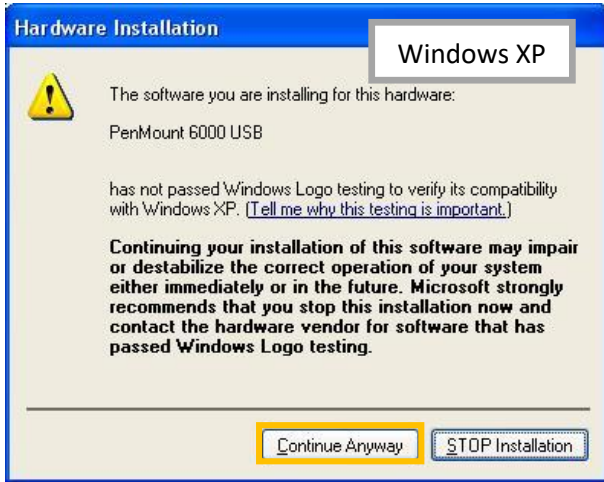 Hardware Installation
Windows XP
The software you are installing for this hardware:
PenMount 6000 USB
has not passed Windows Logo testing to verify its compatibility
with Windows XP. (Tell me why this testing is important.)
Continuing your installation of this software may impair
or destabilize the correct operation of your system
either immediately or in the future. Microsoft strongly
recommends that you stop this installation now and
contact the hardware vendor for software that has
passed Windows Logo testing.
Continue Anyway
STOP Installation